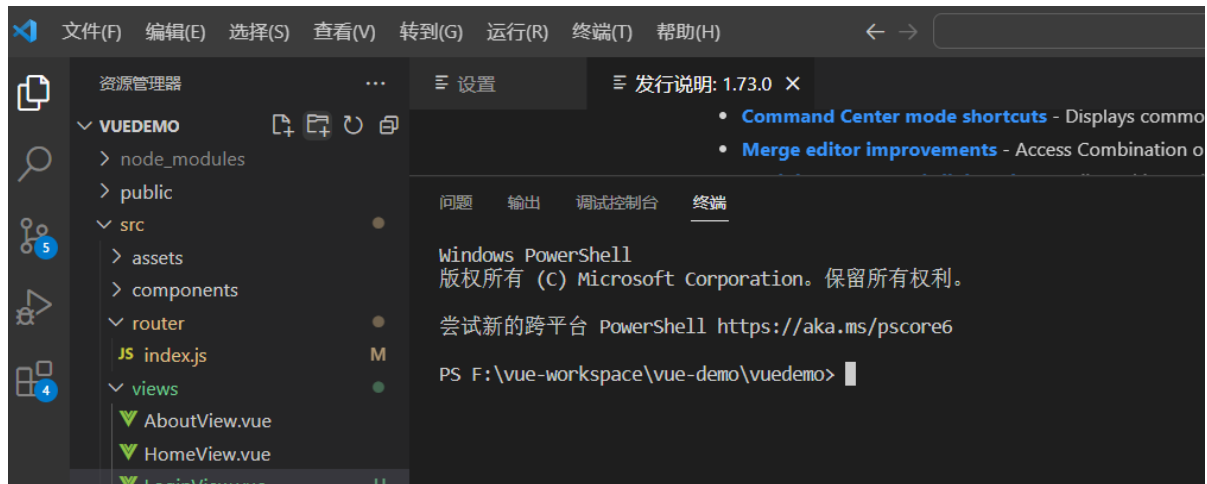 文件(F) 编辑(E) 选择(S) 查看(V) 转到(G) 运行(R) 终端(T) 帮助(H)
资源管理器
设置
发行说明: 1.73.0
VUEDEMO
node_modules
public
src
assets
components
router
JS index.js M
views
AboutView.vue
HomeView.vue
5
4
Command Center mode shortcuts - Displays commo
Merge editor improvements - Access Combination o
问题 输出 调试控制台 终端
Windows PowerShell
版权所有 (C) Microsoft Corporation。保留所有权利。
尝试新的跨平台 PowerShell https://aka.ms/pscore6
PS F:\vue-workspace\vue-demo\vuedemo>